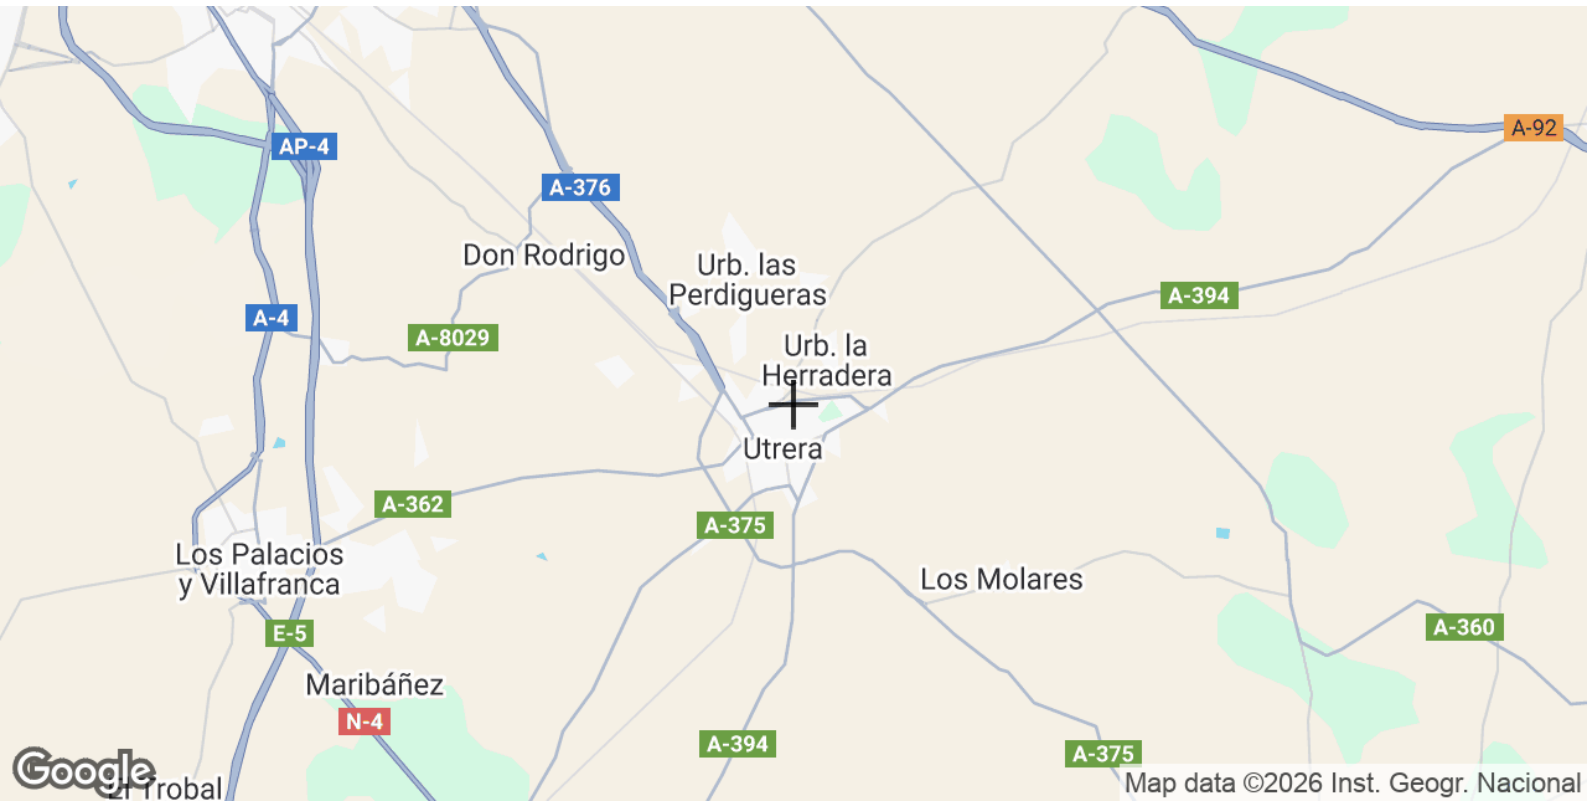 A-92
AP-4
A-376
Don Rodrigo
Urb. las
Perdigueras
A-394
A-4
A-8029
Urb. la
Herradera
Utrera
A-362
A-375
Los Palacios
y Villafranca
Los Molares
E-5
A-360
Maribáñez
N-4
A-394
A-375
Google
El Trobal
Map data ©2026 Inst. Geogr. Nacional